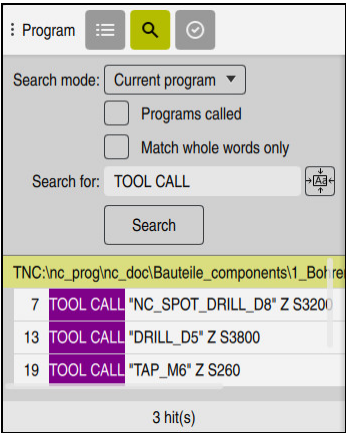 Program
Search mode: Current program
Programs called
Match whole words only
Search for: TOOL CALL
Search
TNC:\nc_prog\nc_doc\Bauteile_components\1_Bohre
7 TOOL CALL "NC_SPOT_DRILL_D8" Z S3200
13 TOOL CALL "DRILL_D5" Z S3800
19 TOOL CALL "TAP_M6" Z S260
3 hit(s)